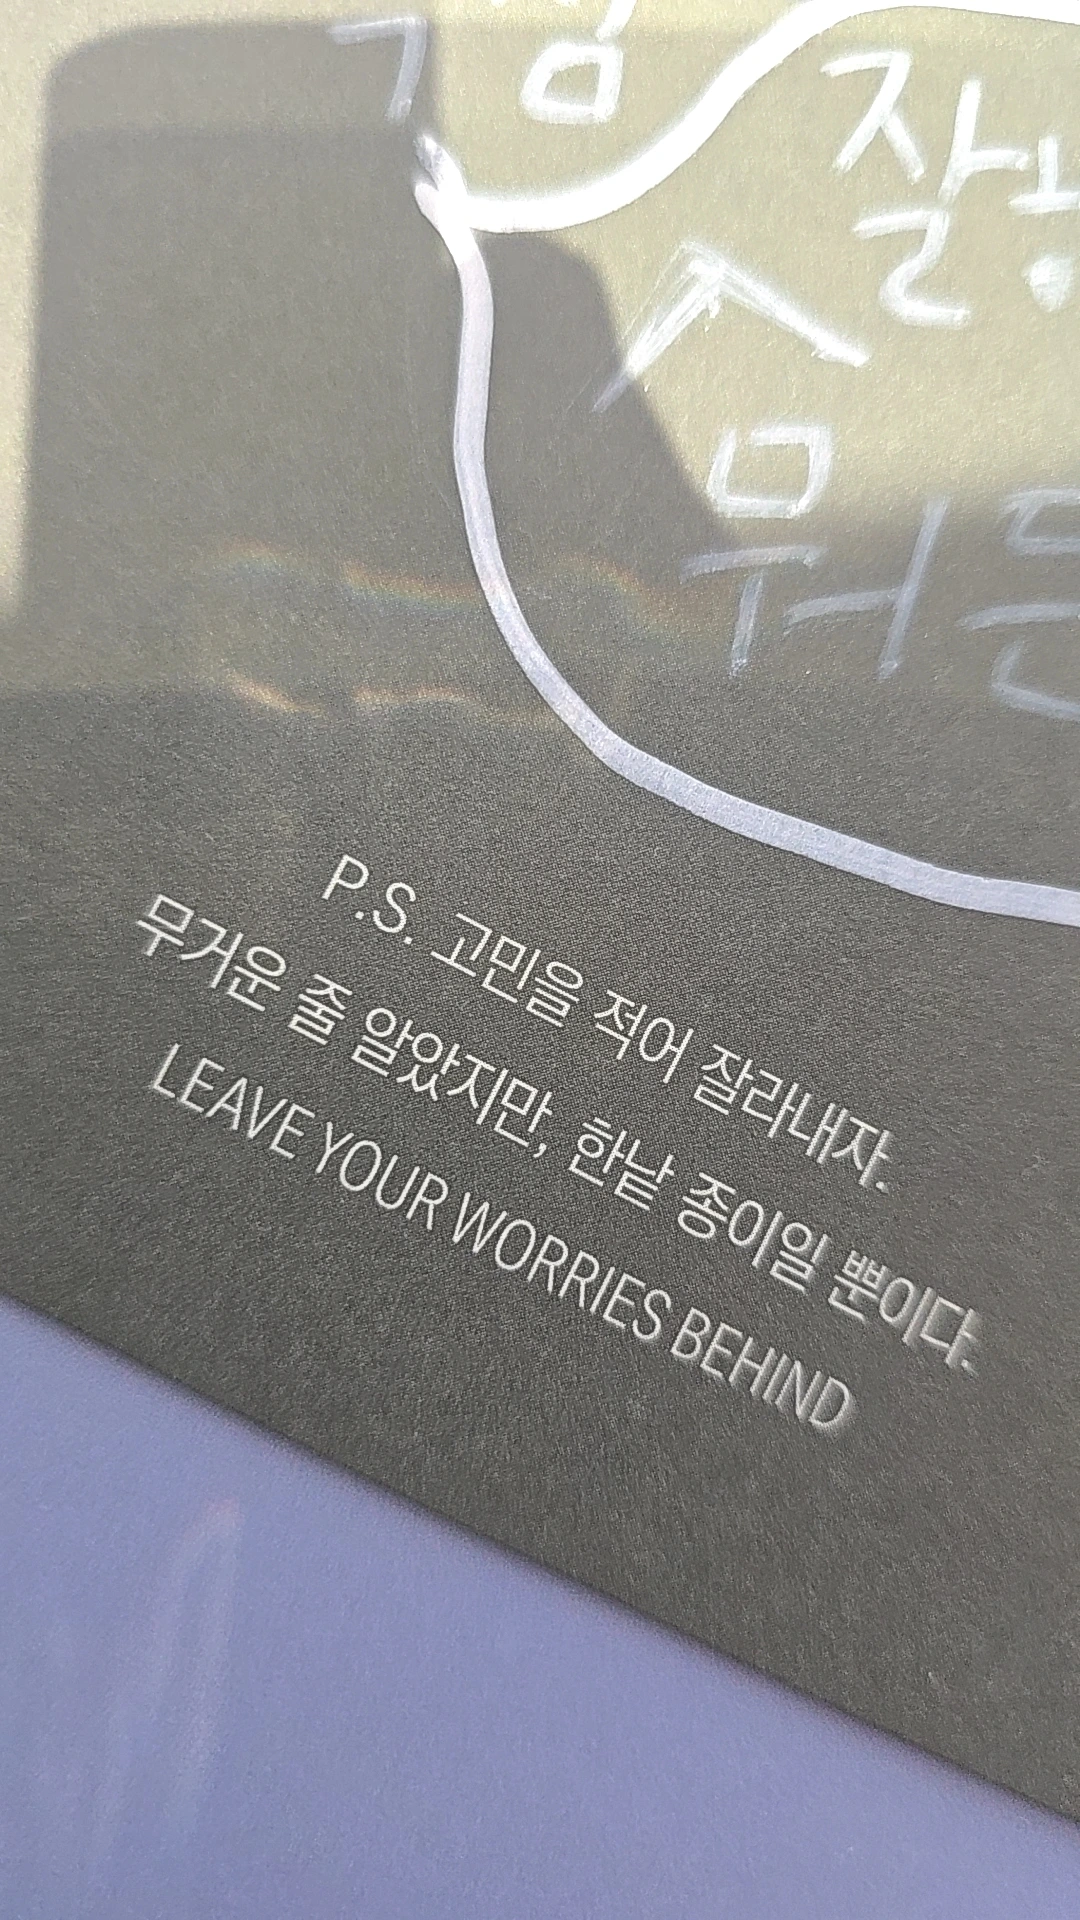 P.S. 고민을 적어 잘라내자.
무거운 줄 알았지만, 한낱 종이일 뿐이다.
LEAVE YOUR WORRIES BEHIND